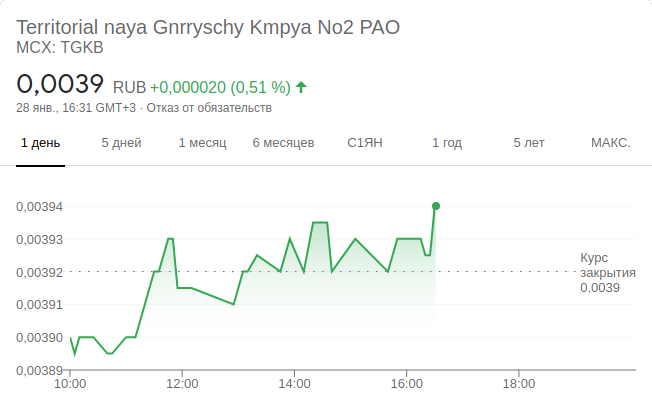 Territorial naya Gnrryschy Kmpya No2 PAO
MCX: TGKB
0,0039 RUB +0,000020 (0,51 %)
28 янв., 16:31 GMT+3 · Отказ от обязательств
1 день 5 дней 1 месяц 6 месяцев С1ЯН 1 год 5 лет МАКС.
0,00394
0,00393
0,00392
0,00391
0,00390
0,00389
Курс
закрытия
0,0039
10:00 12:00 14:00 16:00 18:00